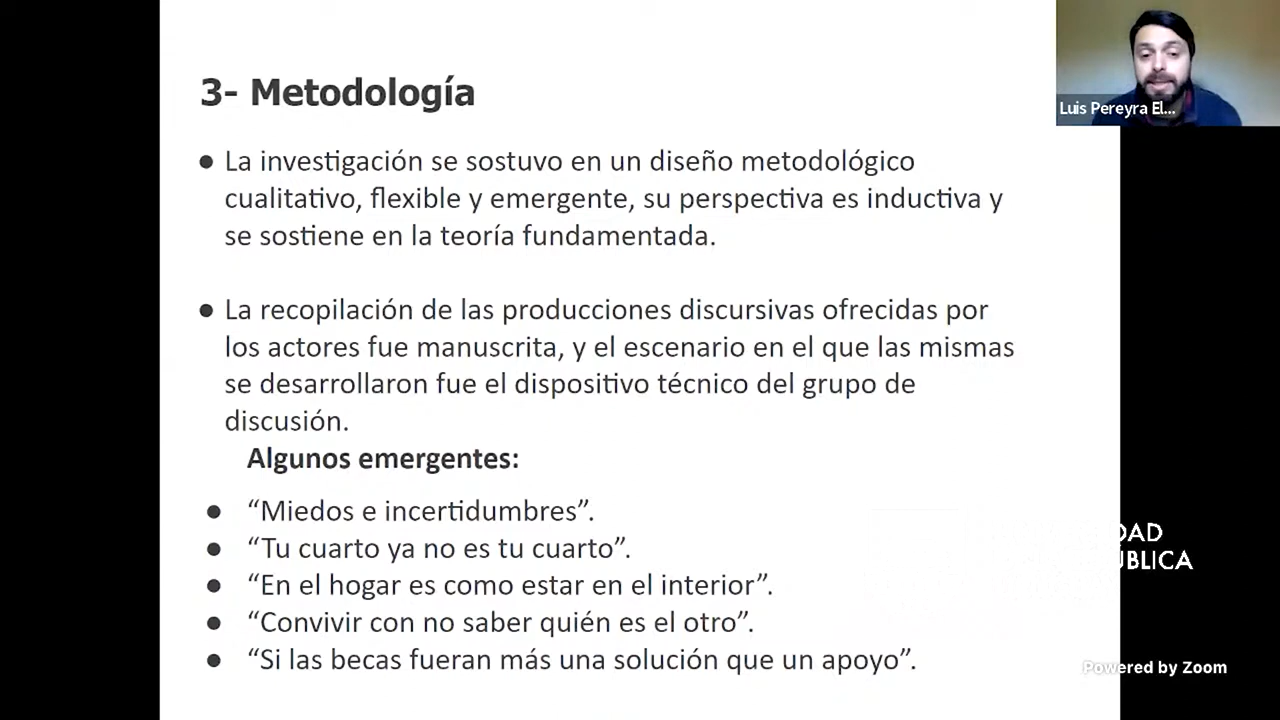 3- Metodología
● La investigación se sostuvo en un diseño metodológico
cualitativo, flexible y emergente, su perspectiva es inductiva y
se sostiene en la teoría fundamentada.
● La recopilación de las producciones discursivas ofrecidas por
los actores fue manuscrita, y el escenario en el que las mismas
se desarrollaron fue el dispositivo técnico del grupo de
discusión.
Algunos emergentes:
● “Miedos e incertidumbres”.
● “Tu cuarto ya no es tu cuarto”.
● “En el hogar es como estar en el interior”.
● “Convivir con no saber quién es el otro”.
● “Si las becas fueran más una solución que un apoyo”.
Luis Pereyra El...
DAD
ÚBLICA
Powered by Zoom